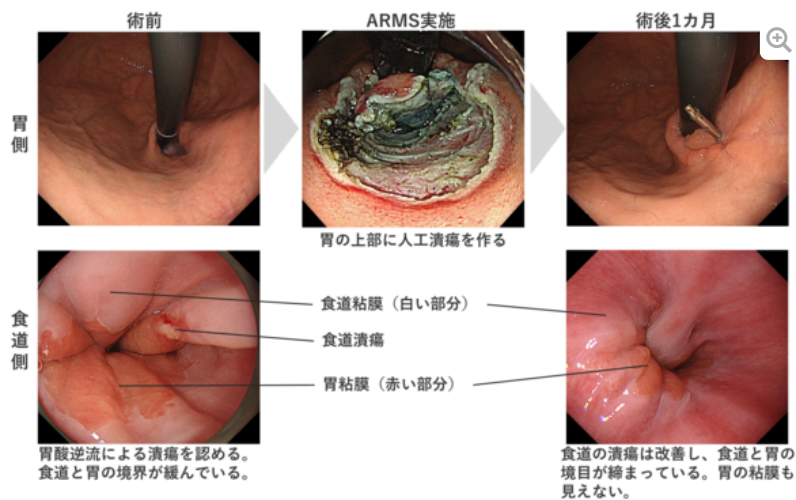 術前
ARMS実施
術後1カ月
胃側
胃の上部に人工潰瘍を作る
食道側
食道粘膜（白い部分）
食道潰瘍
胃粘膜（赤い部分）
胃酸逆流による潰瘍を認める。
食道と胃の境界が緩んでいる。
食道の潰瘍は改善し、食道と胃の
境目が締まっている。胃の粘膜も
見えない。